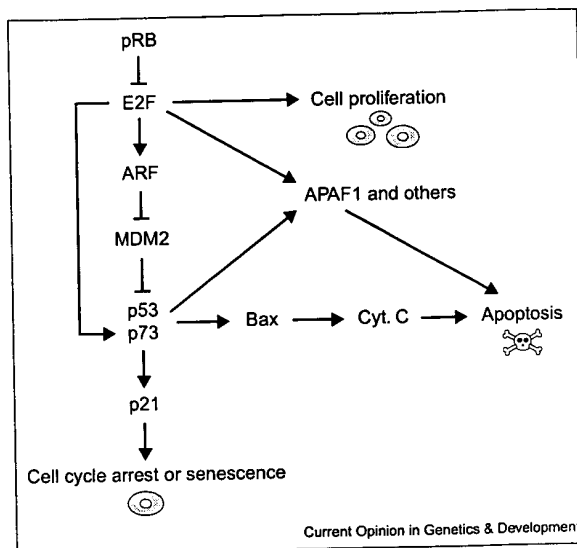 pRB
E2F
Cell proliferation
ARF
APAF1 and others
MDM2
p53
p73
Bax
Cyt. C
Apoptosis
p21
Cell cycle arrest or senescence
Current Opinion in Genetics & Development